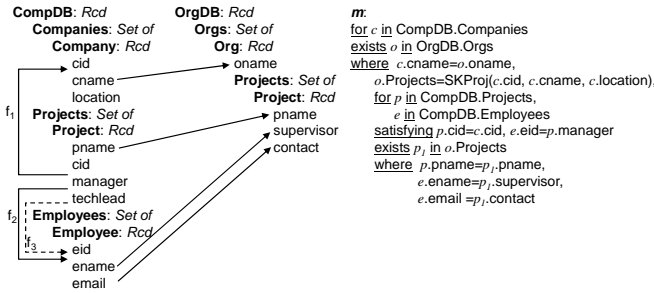 CompDB: Rcd
Companies: Set of
Company: Rcd
cid
cname
location
Projects: Set of
Project: Rcd
pname
cid
manager
techlead
Employees: Set of
Employee: Rcd
eid
ename
email
f1
f2
f3
OrgDB: Rcd
Orgs: Set of
Org: Rcd
oname
Projects: Set of
Project: Rcd
pname
supervisor
contact
m:
for c in CompDB.Companies
exists o in OrgDB.Orgs
where c.cname=o.oname,
o.Projects=SKProj(c.cid, c.cname, c.location),
for p in CompDB.Projects,
e in CompDB.Employees
satisfying p.cid=c.cid, e.eid=p.manager
exists p1 in o.Projects
where p.pname=p1.pname,
e.ename=p1.supervisor,
e.email =p1.contact